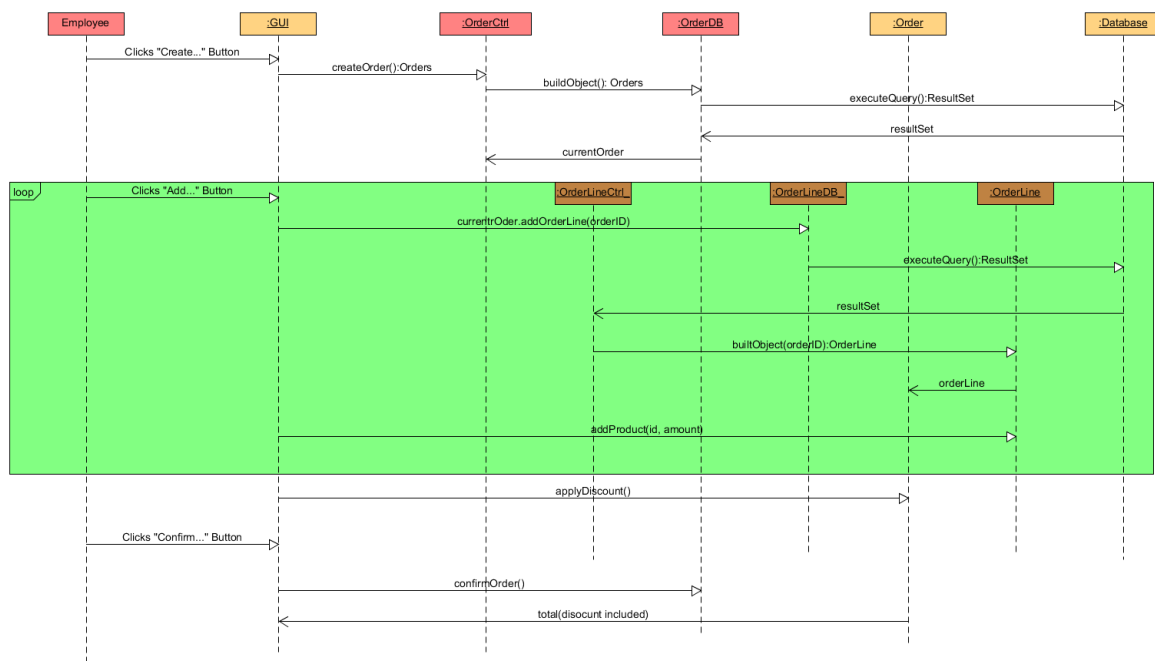 Employee
:GUI
:OrderCtrl
:OrderDB
:Order
:Database
Clicks "Create..." Button
createOrder():Orders
buildObject(): Orders
executeQuery():ResultSet
resultSet
currentOrder
loop
Clicks "Add..." Button
:OrderLineCtrl_
:OrderLineDB_
:OrderLine
currentrOder.addOrderLine(orderID)
executeQuery():ResultSet
resultSet
builtObject(orderID):OrderLine
orderLine
addProduct(id, amount)
applyDiscount()
Clicks "Confirm..." Button
confirmOrder()
total(disocunt included)